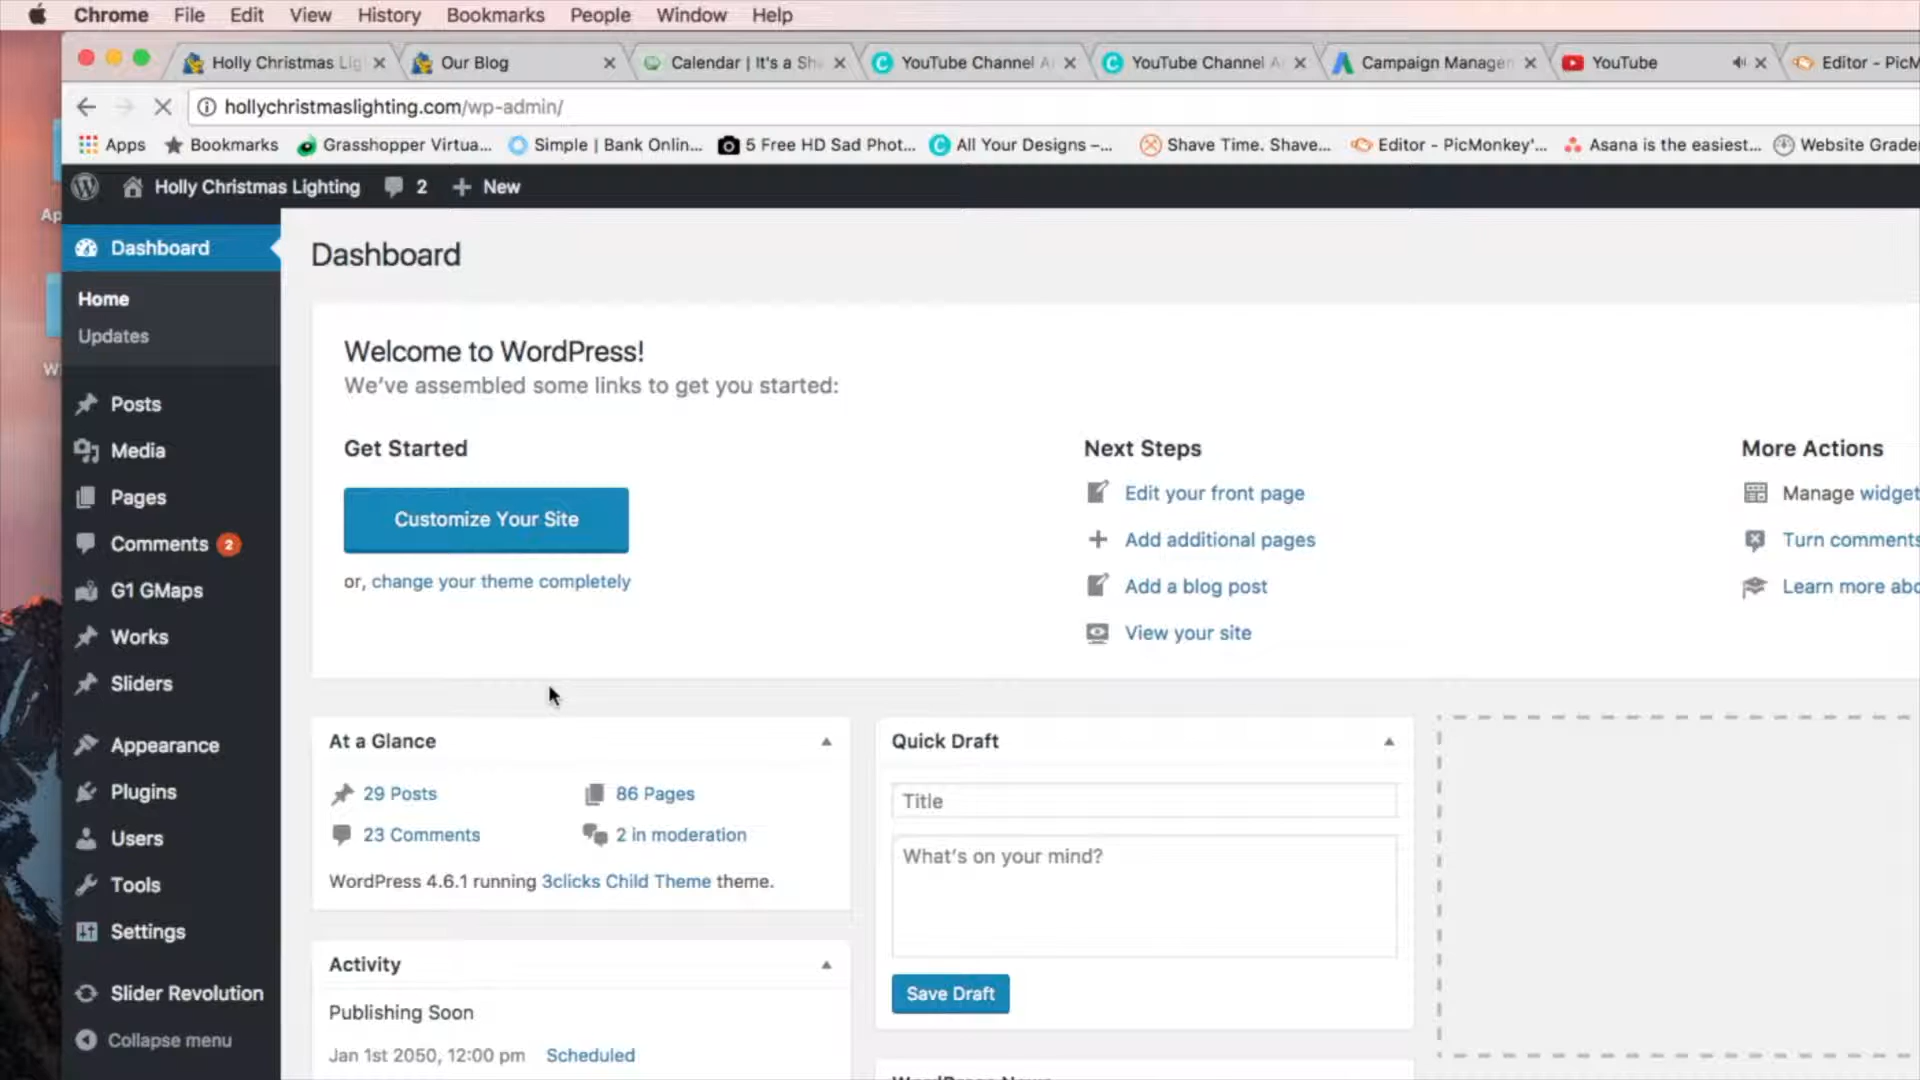 Chrome File Edit View History Bookmarks People Window Help
Holly Christmas Lig Our Blog Calendar | It's a Sh YouTube Channel A YouTube Channel A Campaign Manager YouTube Editor - PicM
hollychristmaslighting.com/wp-admin/
Apps Bookmarks Grasshopper Virtua... Simple | Bank Onlin... 5 Free HD Sad Phot... All Your Designs –... Shave Time. Shave... Editor - PicMonkey'... Asana is the easiest... Website Grade
Holly Christmas Lighting 2 New
Ap
W
Dashboard
Home
Updates
Posts
Media
Pages
Comments 2
G1 GMaps
Works
Sliders
Appearance
Plugins
Users
Tools
Settings
Slider Revolution
Collapse menu
Dashboard
Welcome to WordPress!
We've assembled some links to get you started:
Get Started
Customize Your Site
or, change your theme completely
Next Steps
Edit your front page
Add additional pages
Add a blog post
View your site
More Actions
Manage widget
Turn comments
Learn more abo
At a Glance
29 Posts 86 Pages
23 Comments 2 in moderation
WordPress 4.6.1 running 3clicks Child Theme theme.
Activity
Publishing Soon
Jan 1st 2050, 12:00 pm Scheduled
Quick Draft
Title
What's on your mind?
Save Draft
WordPress News